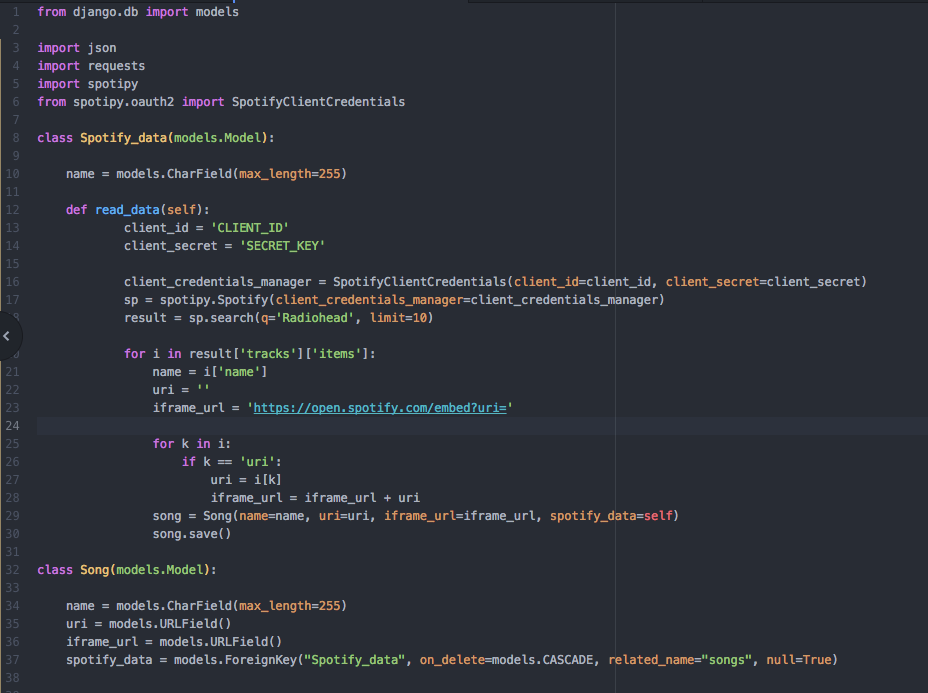 1 from django.db import models
2
3 import json
4 import requests
5 import spotipy
6 from spotipy.oauth2 import SpotifyClientCredentials
7
8 class Spotify_data(models.Model):
9
10     name = models.CharField(max_length=255)
11
12     def read_data(self):
13             client_id = 'CLIENT_ID'
14             client_secret = 'SECRET_KEY'
15
16             client_credentials_manager = SpotifyClientCredentials(client_id=client_id, client_secret=client_secret)
17             sp = spotipy.Spotify(client_credentials_manager=client_credentials_manager)
            result = sp.search(q='Radiohead', limit=10)

            for i in result['tracks']['items']:
21                 name = i['name']
22                 uri = ''
23                 iframe_url = 'https://open.spotify.com/embed?uri='
24
25                 for k in i:
26                     if k == 'uri':
27                         uri = i[k]
28                         iframe_url = iframe_url + uri
29                 song = Song(name=name, uri=uri, iframe_url=iframe_url, spotify_data=self)
30                 song.save()
31
32 class Song(models.Model):
33
34     name = models.CharField(max_length=255)
35     uri = models.URLField()
36     iframe_url = models.URLField()
37     spotify_data = models.ForeignKey("Spotify_data", on_delete=models.CASCADE, related_name="songs", null=True)
38